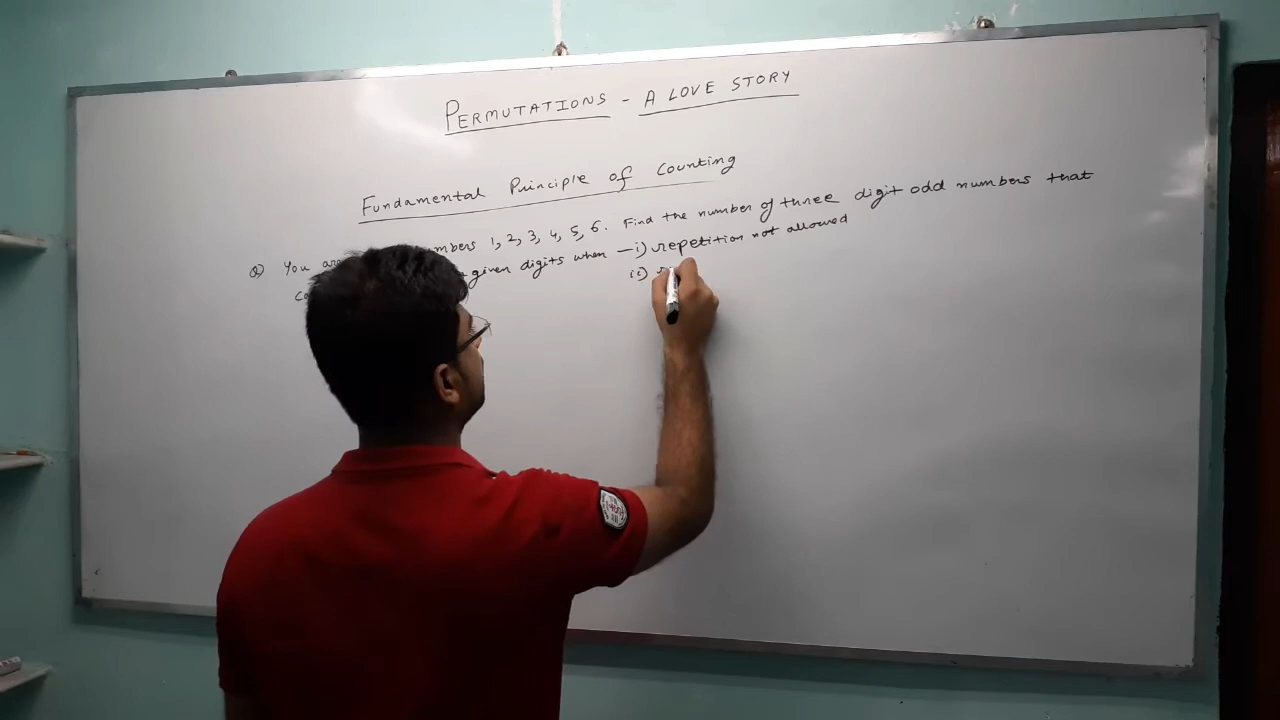 PERMUTATIONS - A LOVE STORY
Fundamental Principle of Counting
Q) You are numbers 1, 2, 3, 4, 5, 6. Find the number of three digit odd numbers that
given digits when - i) repetition not allowed
ii)